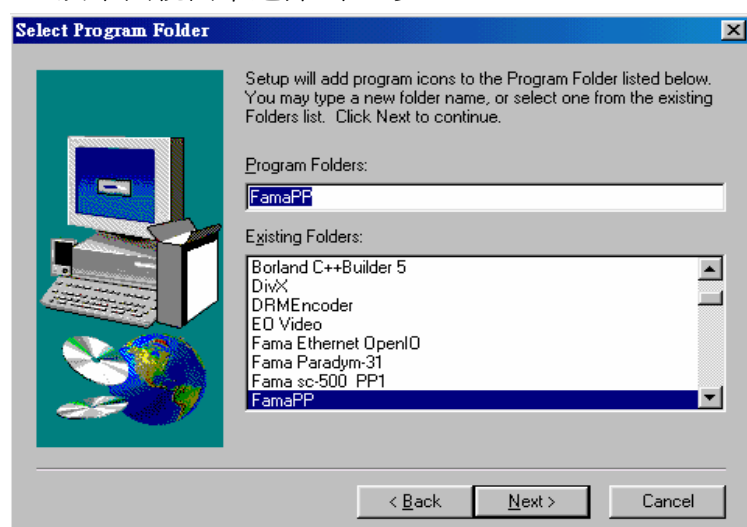 Select Program Folder
Setup will add program icons to the Program Folder listed below.
You may type a new folder name, or select one from the existing
Folders list. Click Next to continue.
Program Folders:
FamaPP
Existing Folders:
Borland C++Builder 5
DivX
DRMEncoder
EO Video
Fama Ethernet OpenIO
Fama Paradym-31
Fama sc-500 PP1
FamaPP
< Back
Next >
Cancel